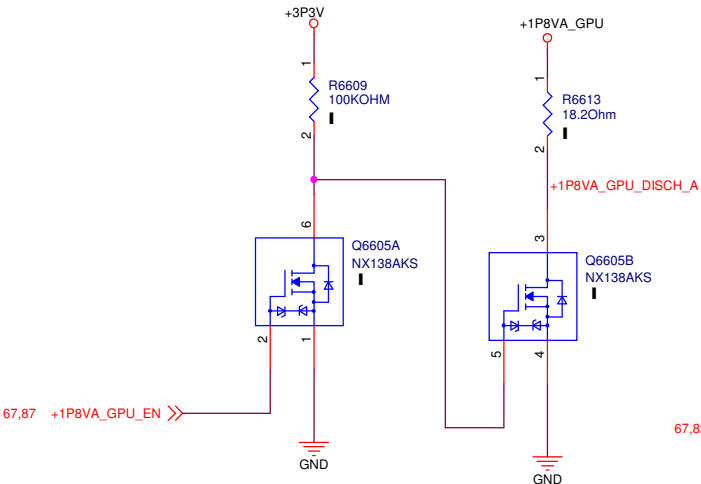 +3P3V
1
R6609
100KOHM
2
6
Q6605A
NX138AKS
2
1
67,87 +1P8VA_GPU_EN
GND
+1P8VA_GPU
1
R6613
18.2Ohm
2
+1P8VA_GPU_DISCH_A
3
Q6605B
NX138AKS
5
4
GND